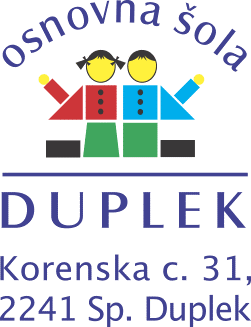 osnovna šola
DUPLEK
Korenska c. 31,
2241 Sp. Duplek